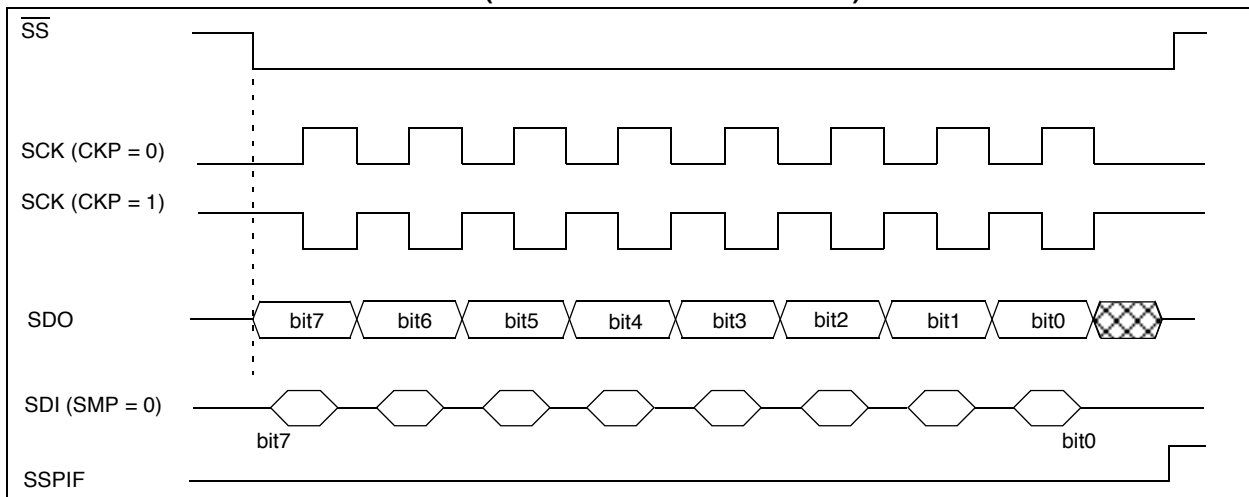 SS
SCK (CKP = 0)
SCK (CKP = 1)
SDO bit7 bit6 bit5 bit4 bit3 bit2 bit1 bit0
SDI (SMP = 0)
bit7 bit0
SSPIF